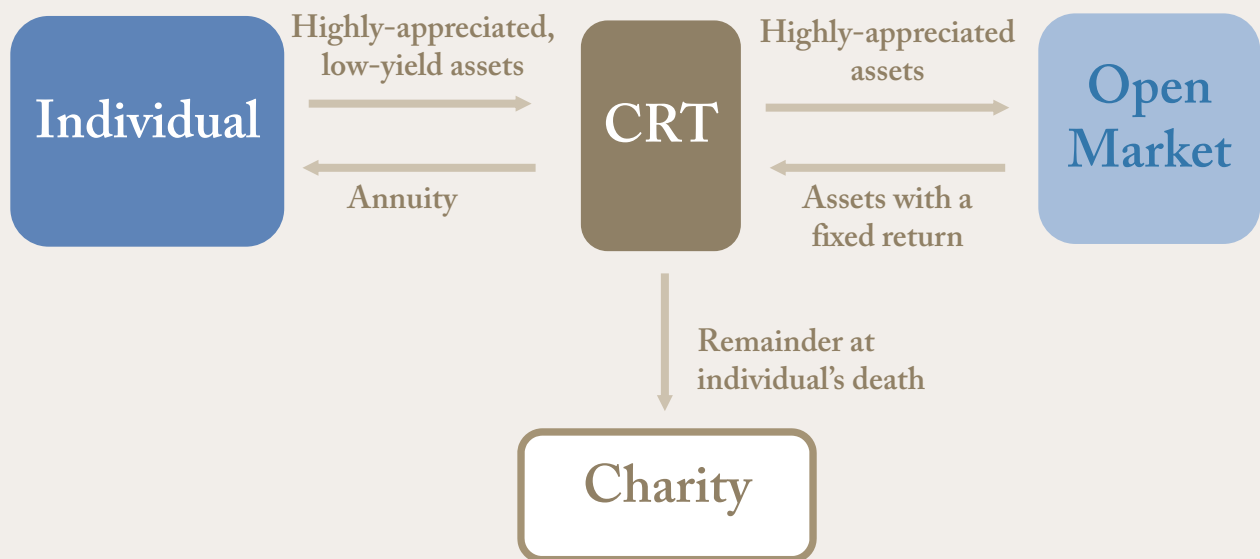 Highly-appreciated,
low-yield assets
Highly-appreciated
assets
Individual
CRT
Open
Market
Annuity
Assets with a
fixed return
Remainder at
individual’s death
Charity